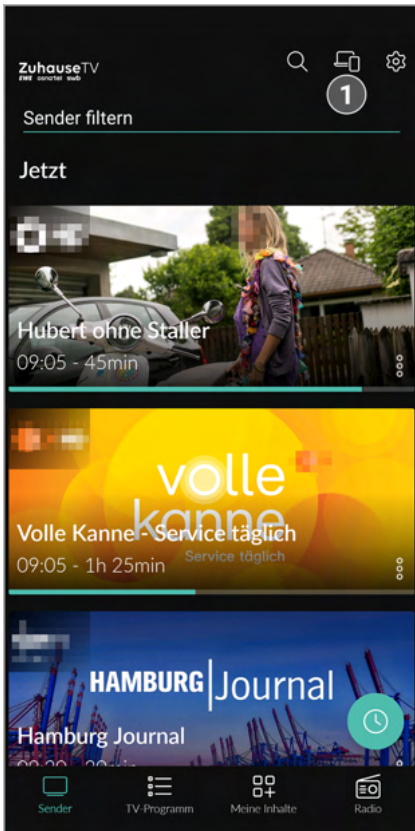 ZuhauseTV
EWE osnatel swb
1
Sender filtern
Jetzt
Hubert ohne Staller
09:05 - 45min
volle
kanne
Service täglich
Volle Kanne - Service täglich
09:05 - 1h 25min
HAMBURG Journal
Hamburg Journal
Sender
TV-Programm
Meine Inhalte
Radio